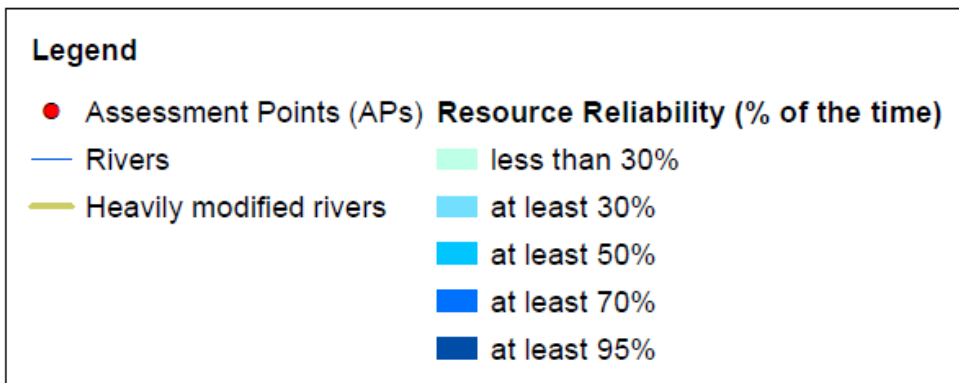 Legend
Assessment Points (APs) Resource Reliability (% of the time)
Rivers less than 30%
Heavily modified rivers at least 30%
at least 50%
at least 70%
at least 95%